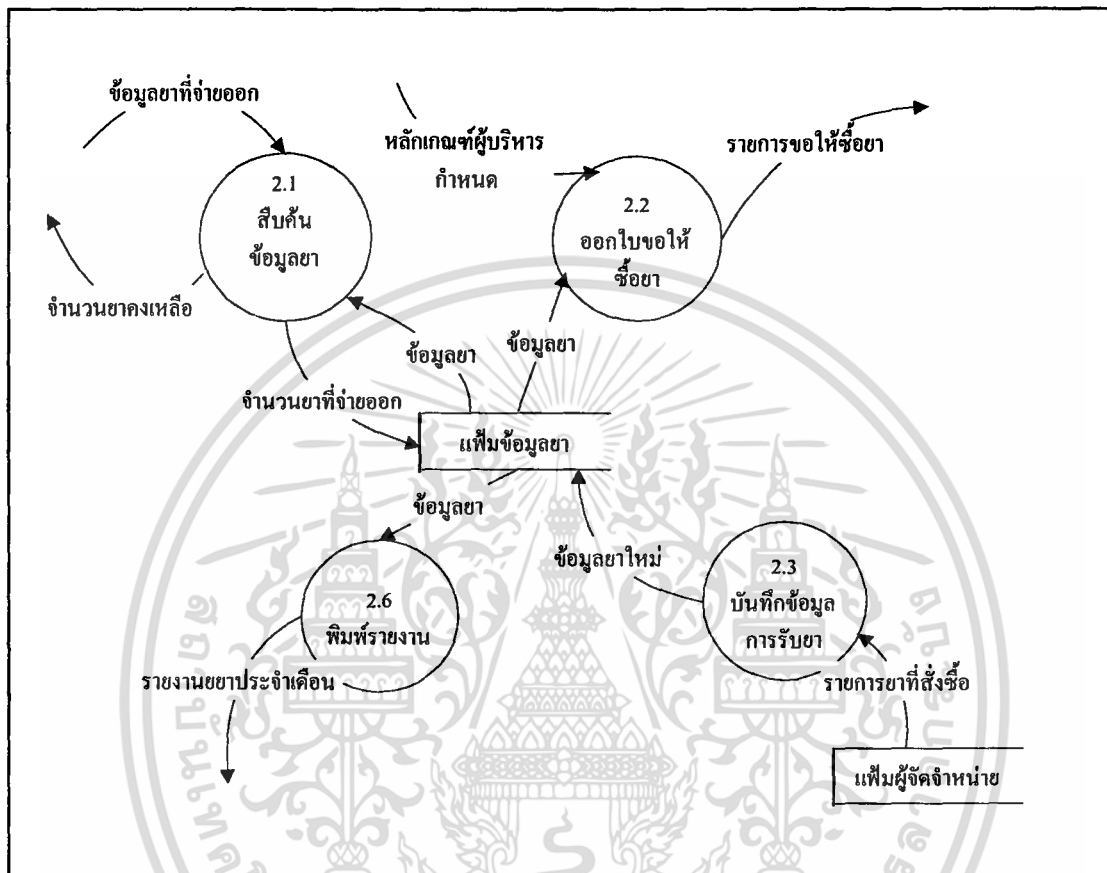 ข้อมูลยาที่จ่ายออก
หลักเกณฑ์ผู้บริหาร
กำหนด
รายการขอให้ซื้อยา
2.1
สืบค้น
ข้อมูลยา
2.2
ออกใบขอให้
ซื้อยา
จำนวนยาคงเหลือ
ข้อมูลยา
ข้อมูลยา
จำนวนยาที่จ่ายออก
แฟ้มข้อมูลยา
ข้อมูลยา
ข้อมูลยาใหม่
2.3
บันทึกข้อมูล
การรับยา
2.6
พิมพ์รายงาน
รายงานยยาประจำเดือน
รายการยาที่สั่งซื้อ
แฟ้มผู้จัดจำหน่าย